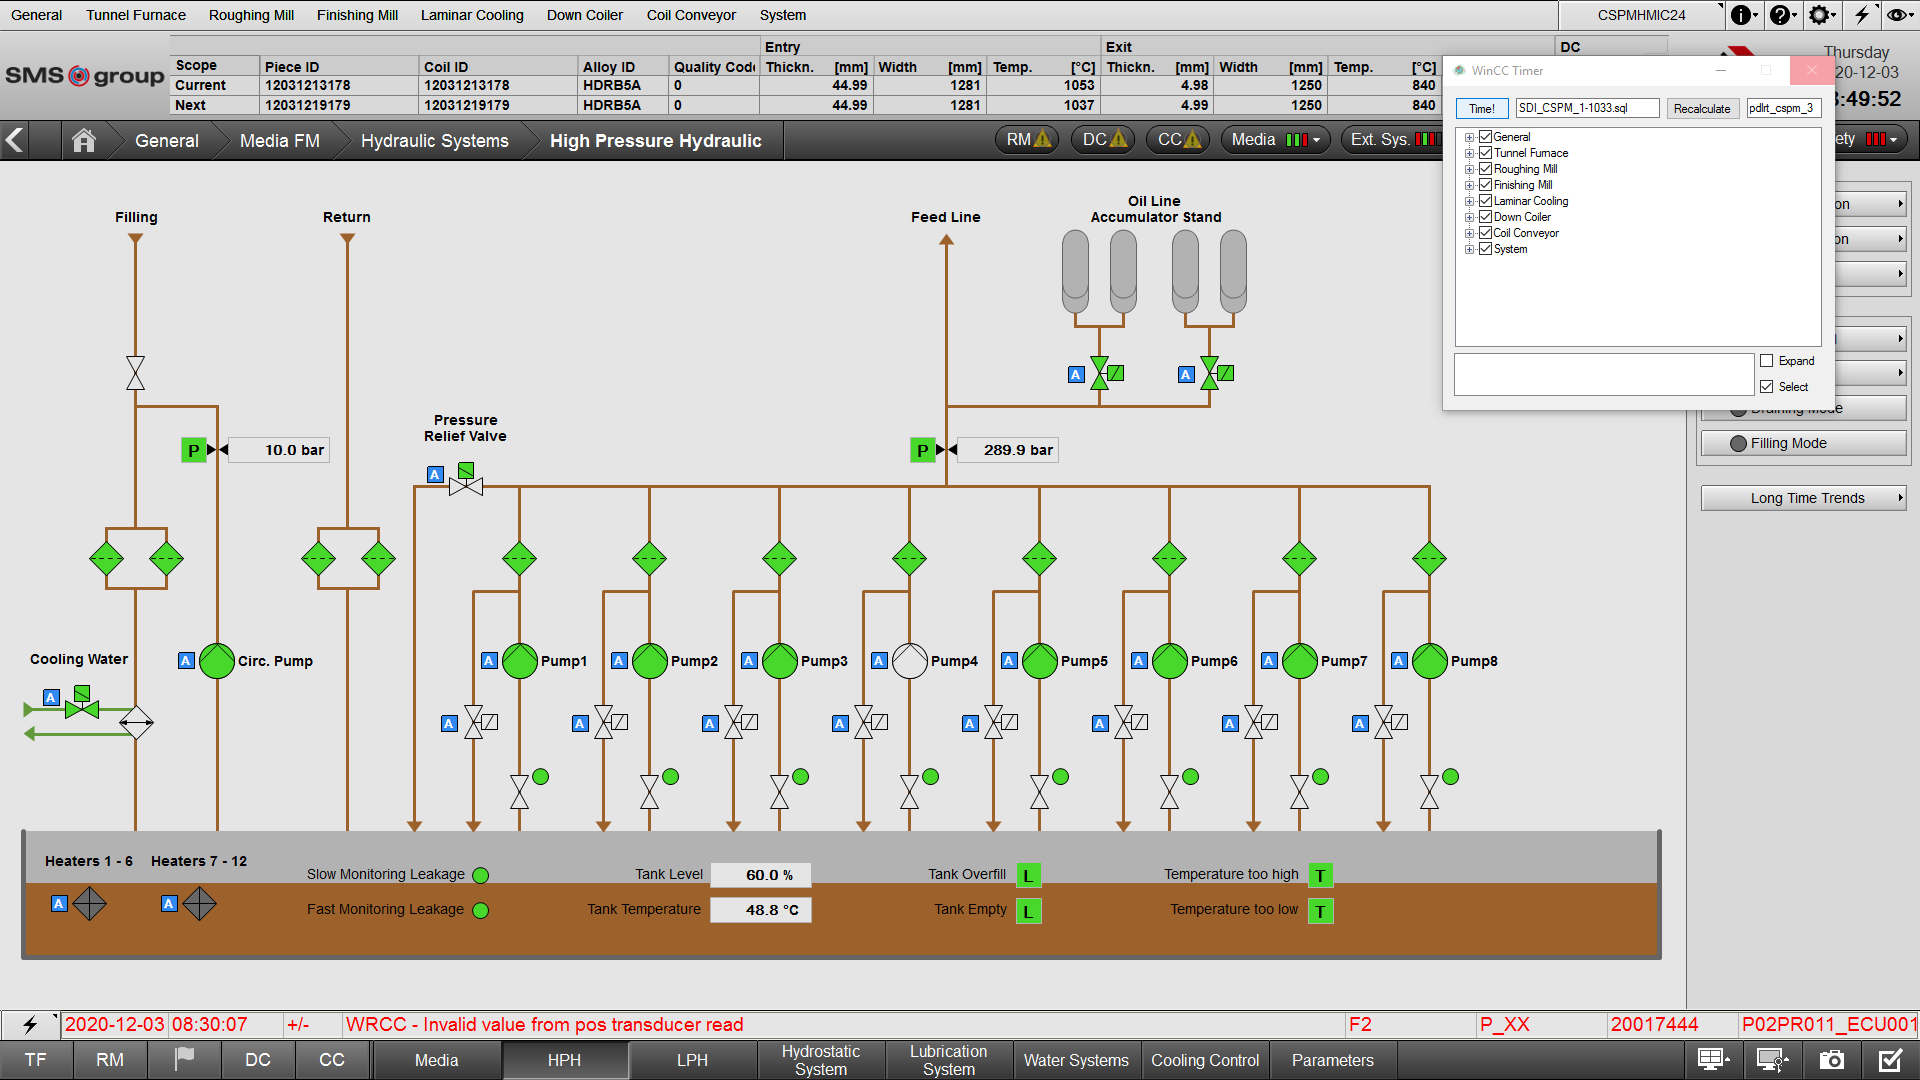 General Tunnel Furnace Roughing Mill Finishing Mill Laminar Cooling Down Coiler Coil Conveyor System CSPMHMIC24
SMS group
Entry Exit DC
Scope Piece ID Coil ID Alloy ID Quality Code Thickn. [mm] Width [mm] Temp. [°C] Thickn. [mm] Width [mm] Temp. [°C]
Current 12031213178 12031213178 HDRB5A 0 44.99 1281 1053 4.98 1250 840
Next 12031219179 12031219179 HDRB5A 0 44.99 1281 1037 4.99 1250 840
Thursday
20-12-03
3:49:52
General Media FM Hydraulic Systems High Pressure Hydraulic RM DC CC Media Ext. Sys. ety
WinCC Timer
Time! SDI_CSPM_1-1033.sql Recalculate pdlrt_cspm_3
General
Tunnel Furnace
Roughing Mill
Finishing Mill
Laminar Cooling
Down Coiler
Coil Conveyor
System
Expand
Select
on
on
Draining Mode
Filling Mode
Long Time Trends
Filling Return Feed Line
Oil Line
Accumulator Stand
A A
Pressure
Relief Valve
P 10.0 bar P 289.9 bar
A
Cooling Water
A
A Circ. Pump A Pump1 A Pump2 A Pump3 A Pump4 A Pump5 A Pump6 A Pump7 A Pump8
A A A A A A A A
Heaters 1 - 6 Heaters 7 - 12
A A
Slow Monitoring Leakage Tank Level 60.0 % Tank Overfill L Temperature too high T
Fast Monitoring Leakage Tank Temperature 48.8 °C Tank Empty L Temperature too low T
2020-12-03 08:30:07 +/- WRCC - Invalid value from pos transducer read F2 P_XX 20017444 P02PR011_ECU001
TF RM DC CC Media HPH LPH Hydrostatic System Lubrication System Water Systems Cooling Control Parameters